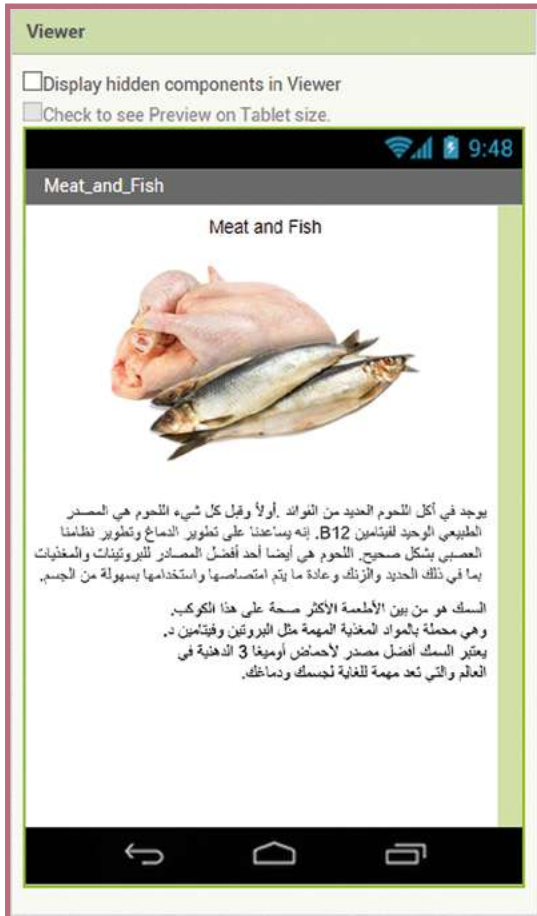 Viewer
Display hidden components in Viewer
Check to see Preview on Tablet size.
9:48
Meat_and_Fish
Meat and Fish
يوجد في أكل اللحوم العديد من الفوائد .أولاً وقبل كل شيء اللحوم هي المصدر
الطبيعي الوحيد لفيتامين B12. إنه يساعدنا على تطوير الدماغ وتطوير نظامنا
العصبي بشكل صحيح. اللحوم هي أيضا أحد أفضل المصادر للبروتينات والمغذيات
بما في ذلك الحديد والزنك وعادة ما يتم امتصاصها واستخدامها بسهولة من الجسم.
السمك هو من بين الأطعمة الأكثر صحة على هذا الكوكب.
وهي محملة بالمواد المغذية المهمة مثل البروتين وفيتامين د.
يعتبر السمك أفضل مصدر لأحماض أوميغا 3 الدهنية في
العالم والتي تعد مهمة للغاية لجسمك ودماغك.